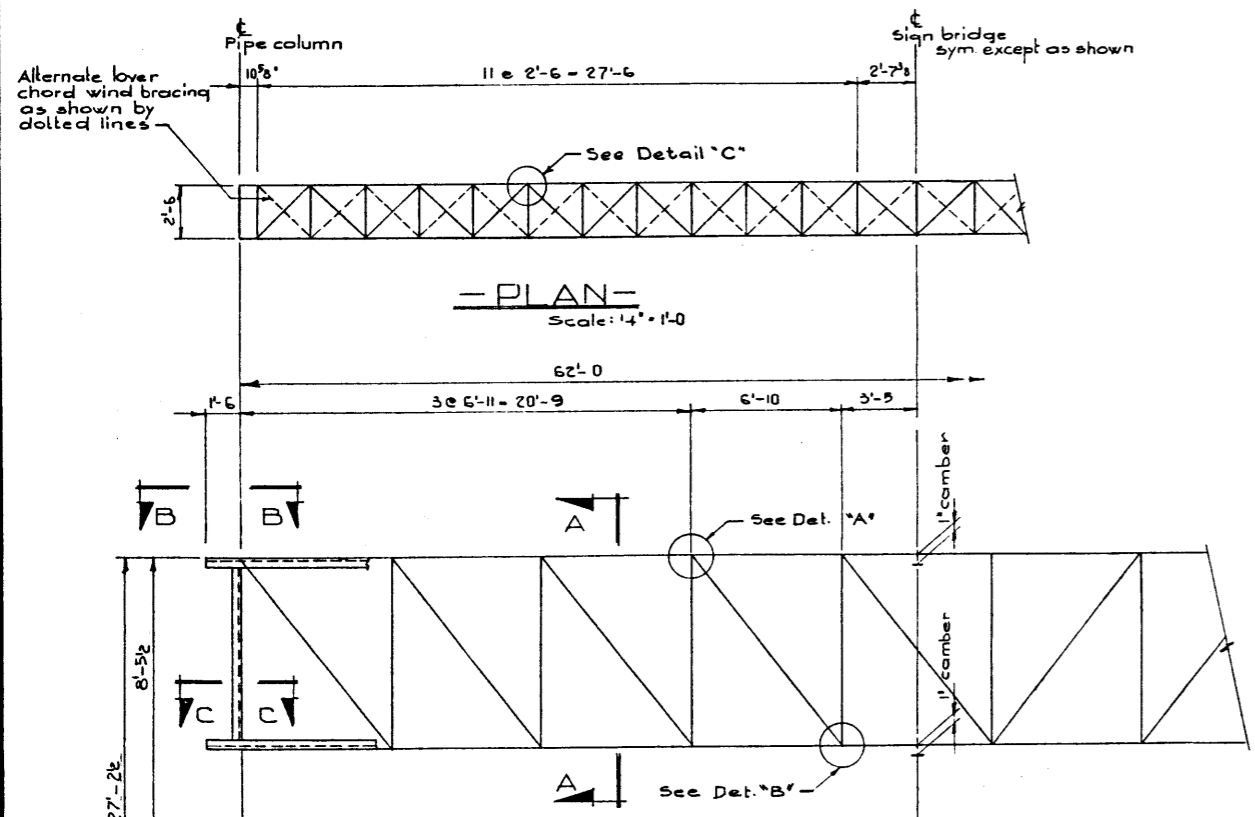 ℄
Pipe column
℄
Sign bridge
sym. except as shown
Alternate lower
chord wind bracing
as shown by
dotted lines
10⅝"
11 @ 2'-6 = 27'-6
2'-7⅜
See Detail "C"
2'-6
- PLAN -
Scale: ¼" = 1'-0
62'-0
1'-6
3 @ 6'-11 = 20'-9
6'-10
3'-5
1" camber
B
B
A
See Det. "A"
8'-5½
1" camber
C
C
27'-2½
A
See Det. "B"